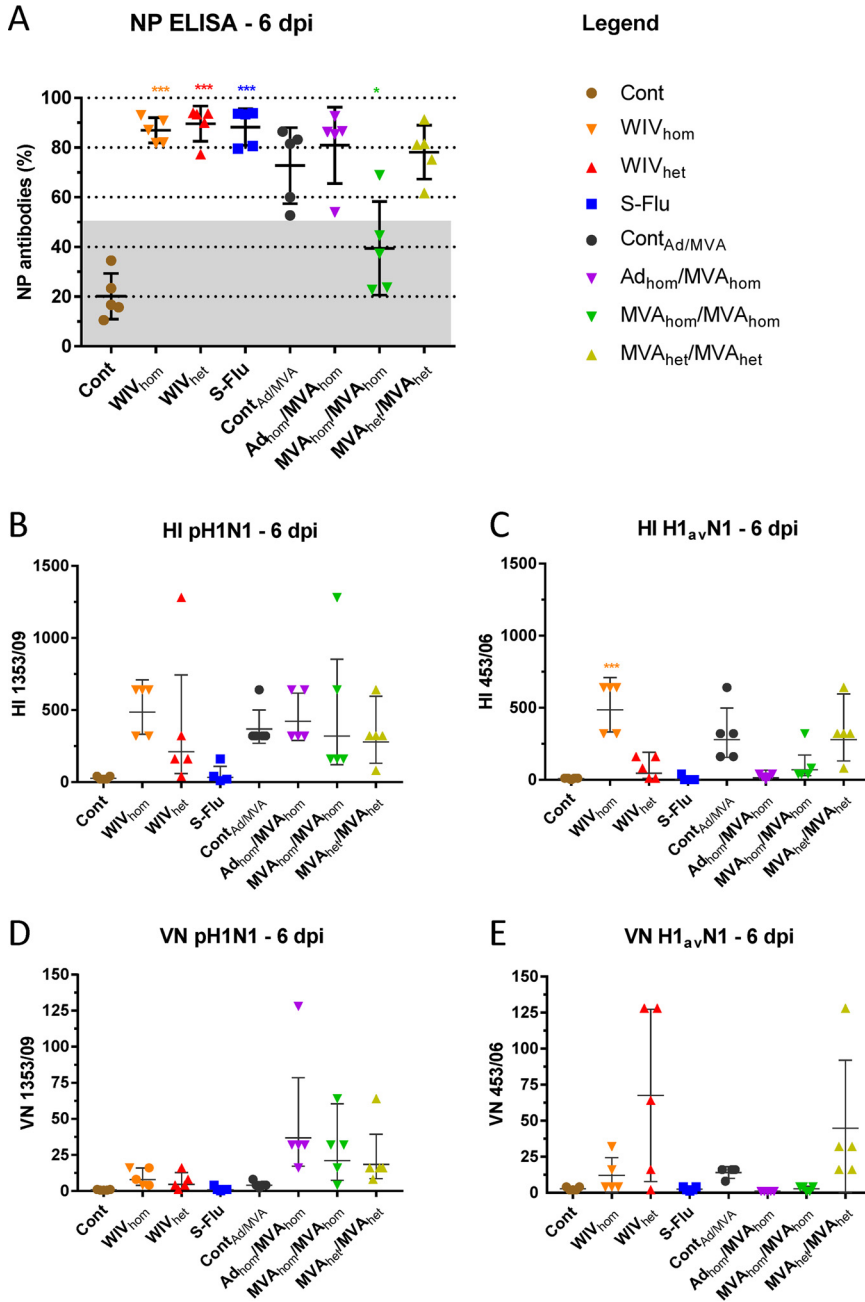 A
NP ELISA - 6 dpi
NP antibodies (%)
100
80
60
40
20
0
***
***
***
*
Cont
WIVhom
WIVhet
S-Flu
ContAd/MVA
Adhom/MVAhom
MVAhom/MVAhom
MVAhet/MVAhet
Legend
Cont
WIVhom
WIVhet
S-Flu
ContAd/MVA
Adhom/MVAhom
MVAhom/MVAhom
MVAhet/MVAhet
B
HI pH1N1 - 6 dpi
HI 1353/09
1500
1000
500
0
Cont
WIVhom
WIVhet
S-Flu
ContAd/MVA
Adhom/MVAhom
MVAhom/MVAhom
MVAhet/MVAhet
C
HI H1avN1 - 6 dpi
HI 453/06
1500
1000
500
0
***
Cont
WIVhom
WIVhet
S-Flu
ContAd/MVA
Adhom/MVAhom
MVAhom/MVAhom
MVAhet/MVAhet
D
VN pH1N1 - 6 dpi
VN 1353/09
150
125
100
75
50
25
0
Cont
WIVhom
WIVhet
S-Flu
ContAd/MVA
Adhom/MVAhom
MVAhom/MVAhom
MVAhet/MVAhet
E
VN H1avN1 - 6 dpi
VN 453/06
150
125
100
75
50
25
0
Cont
WIVhom
WIVhet
S-Flu
ContAd/MVA
Adhom/MVAhom
MVAhom/MVAhom
MVAhet/MVAhet